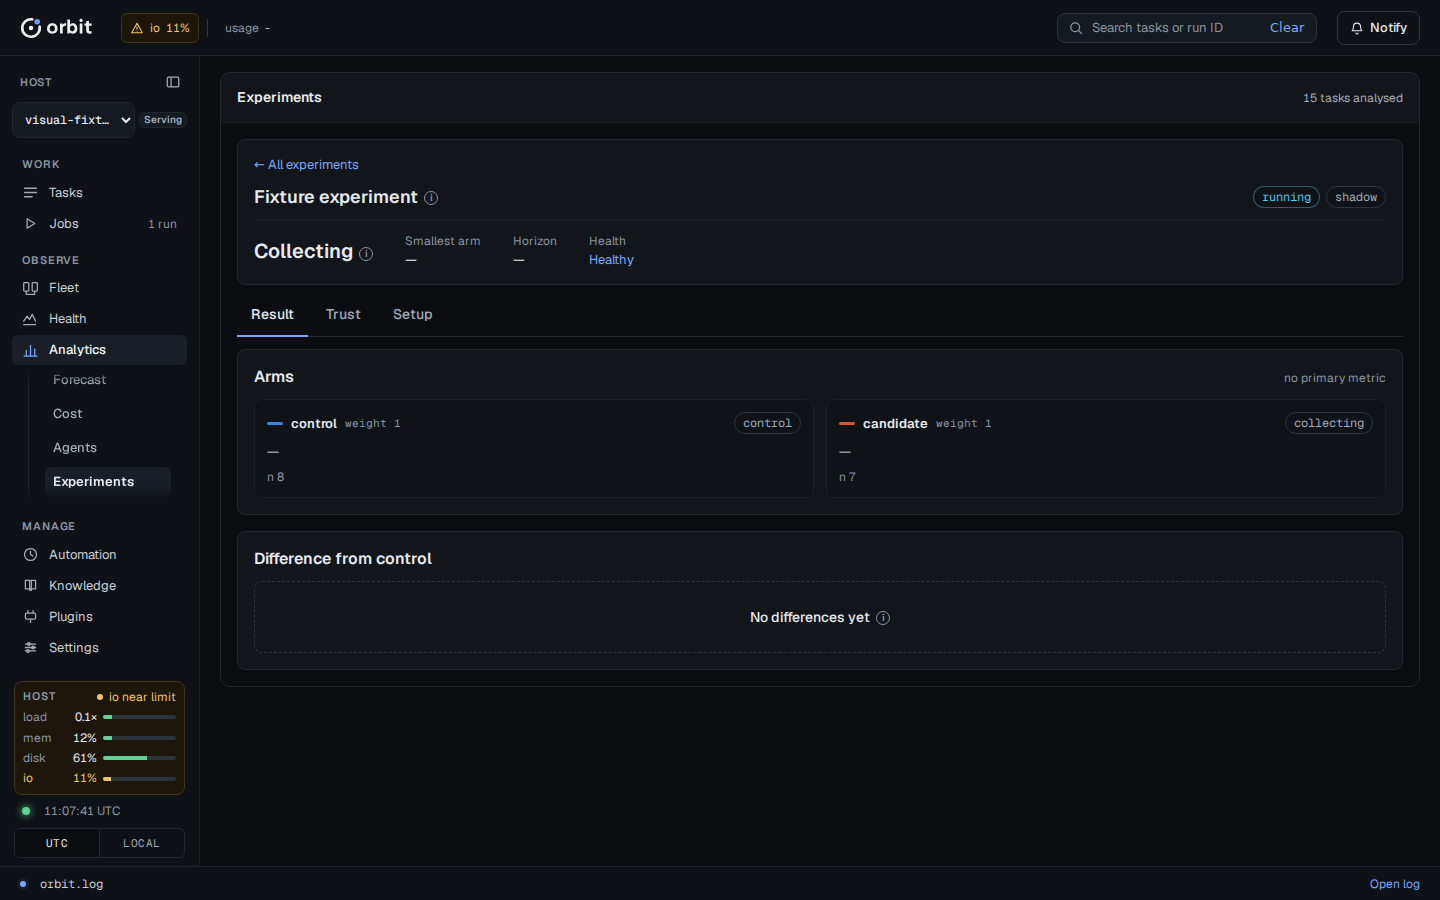 orbit
io 11%
usage -
Search tasks or run ID
Clear
Notify
HOST
visual-fixt…
Serving
WORK
Tasks
Jobs 1 run
OBSERVE
Fleet
Health
Analytics
Forecast
Cost
Agents
Experiments
MANAGE
Automation
Knowledge
Plugins
Settings
HOST io near limit
load 0.1×
mem 12%
disk 61%
io 11%
11:07:41 UTC
UTC LOCAL
Experiments
15 tasks analysed
← All experiments
Fixture experiment
running shadow
Collecting
Smallest arm
—
Horizon
—
Health
Healthy
Result Trust Setup
Arms
no primary metric
control weight 1 control
—
n 8
candidate weight 1 collecting
—
n 7
Difference from control
No differences yet
orbit.log
Open log